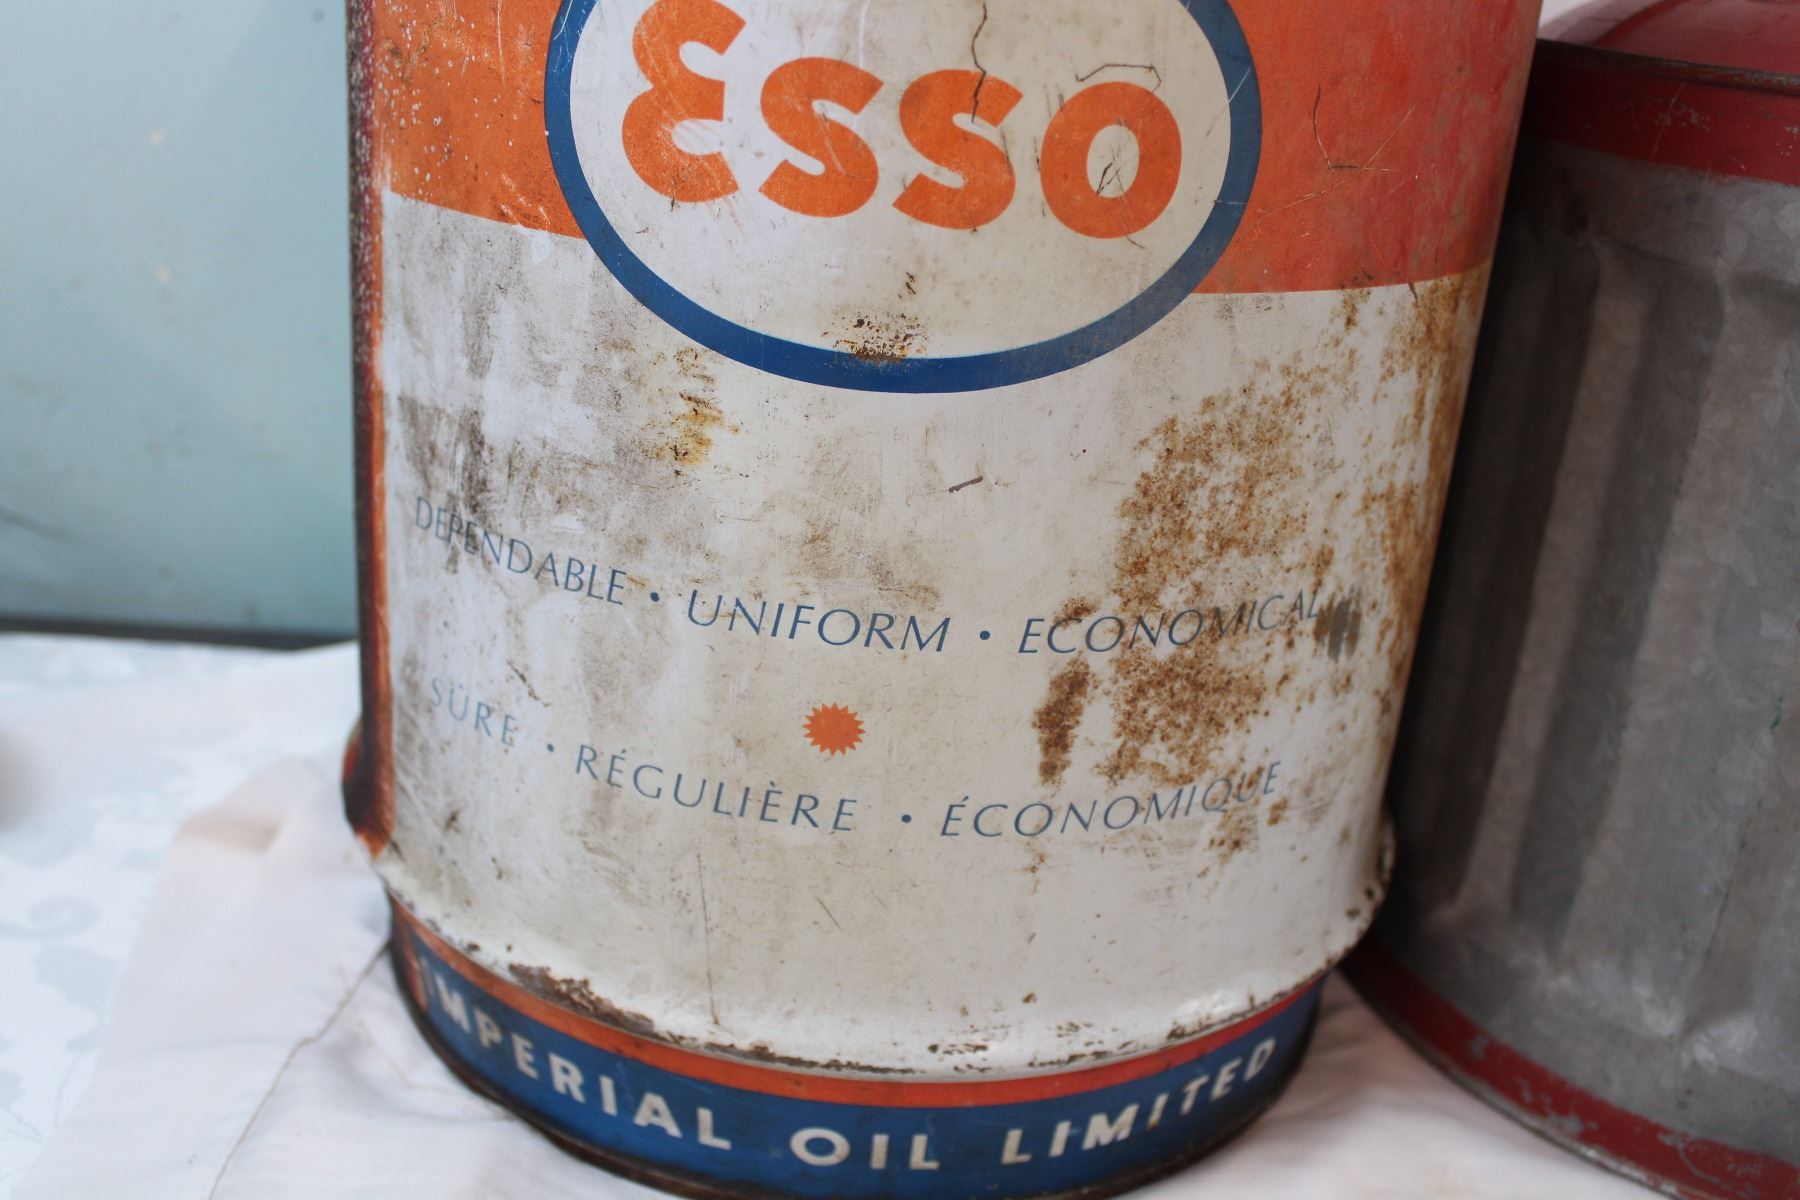 Esso
DEPENDABLE • UNIFORM • ECONOMICAL
SÛRE • RÉGULIÈRE • ÉCONOMIQUE
IMPERIAL OIL LIMITED